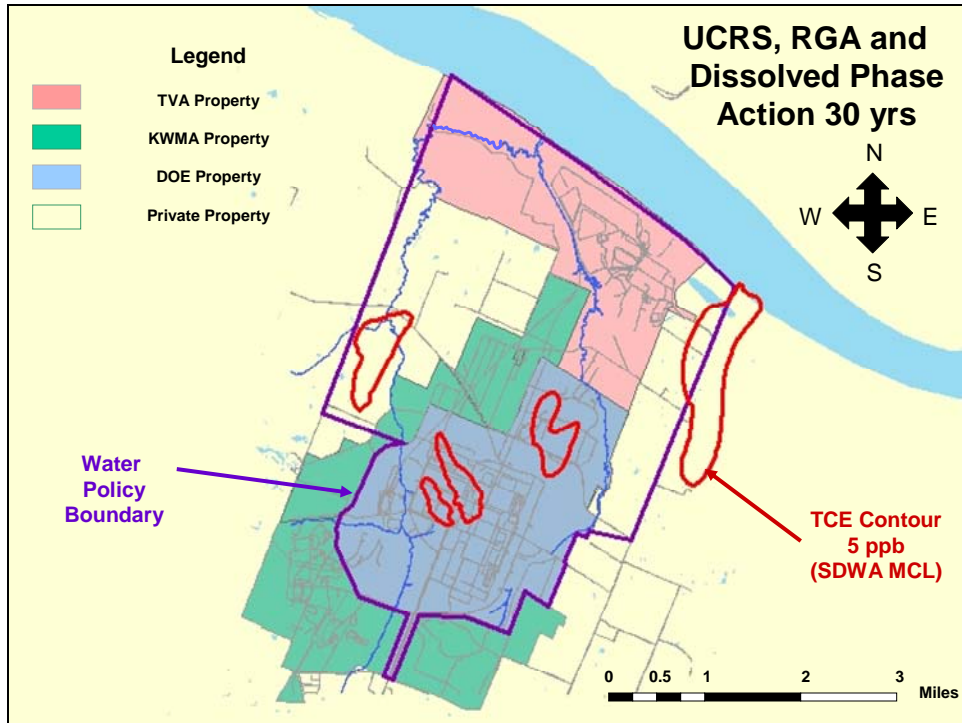 UCRS, RGA and
Dissolved Phase
Action 30 yrs
Legend
TVA Property
KWMA Property
DOE Property
Private Property
N
W
E
S
Water
Policy
Boundary
TCE Contour
5 ppb
(SDWA MCL)
0 0.5 1 2 3
Miles